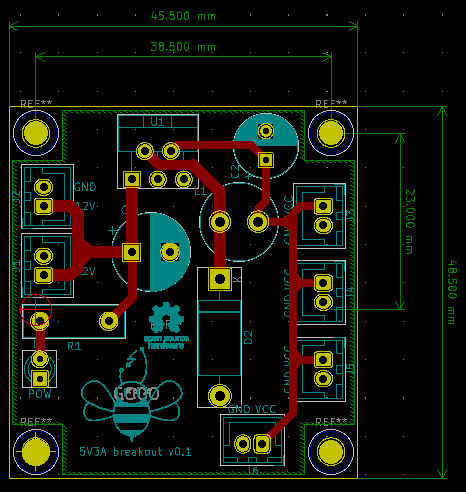 45.500 mm
38.500 mm
REF**
REF**
U1
C2
+
GND
12V
L1
GND VCC
23.000 mm
48.500 mm
+
12V
GND VCC
R1
D2
open source
hardware
GND VCC
POW
GND VCC
REF**
REF**
5V3A breakout v0.1
J6